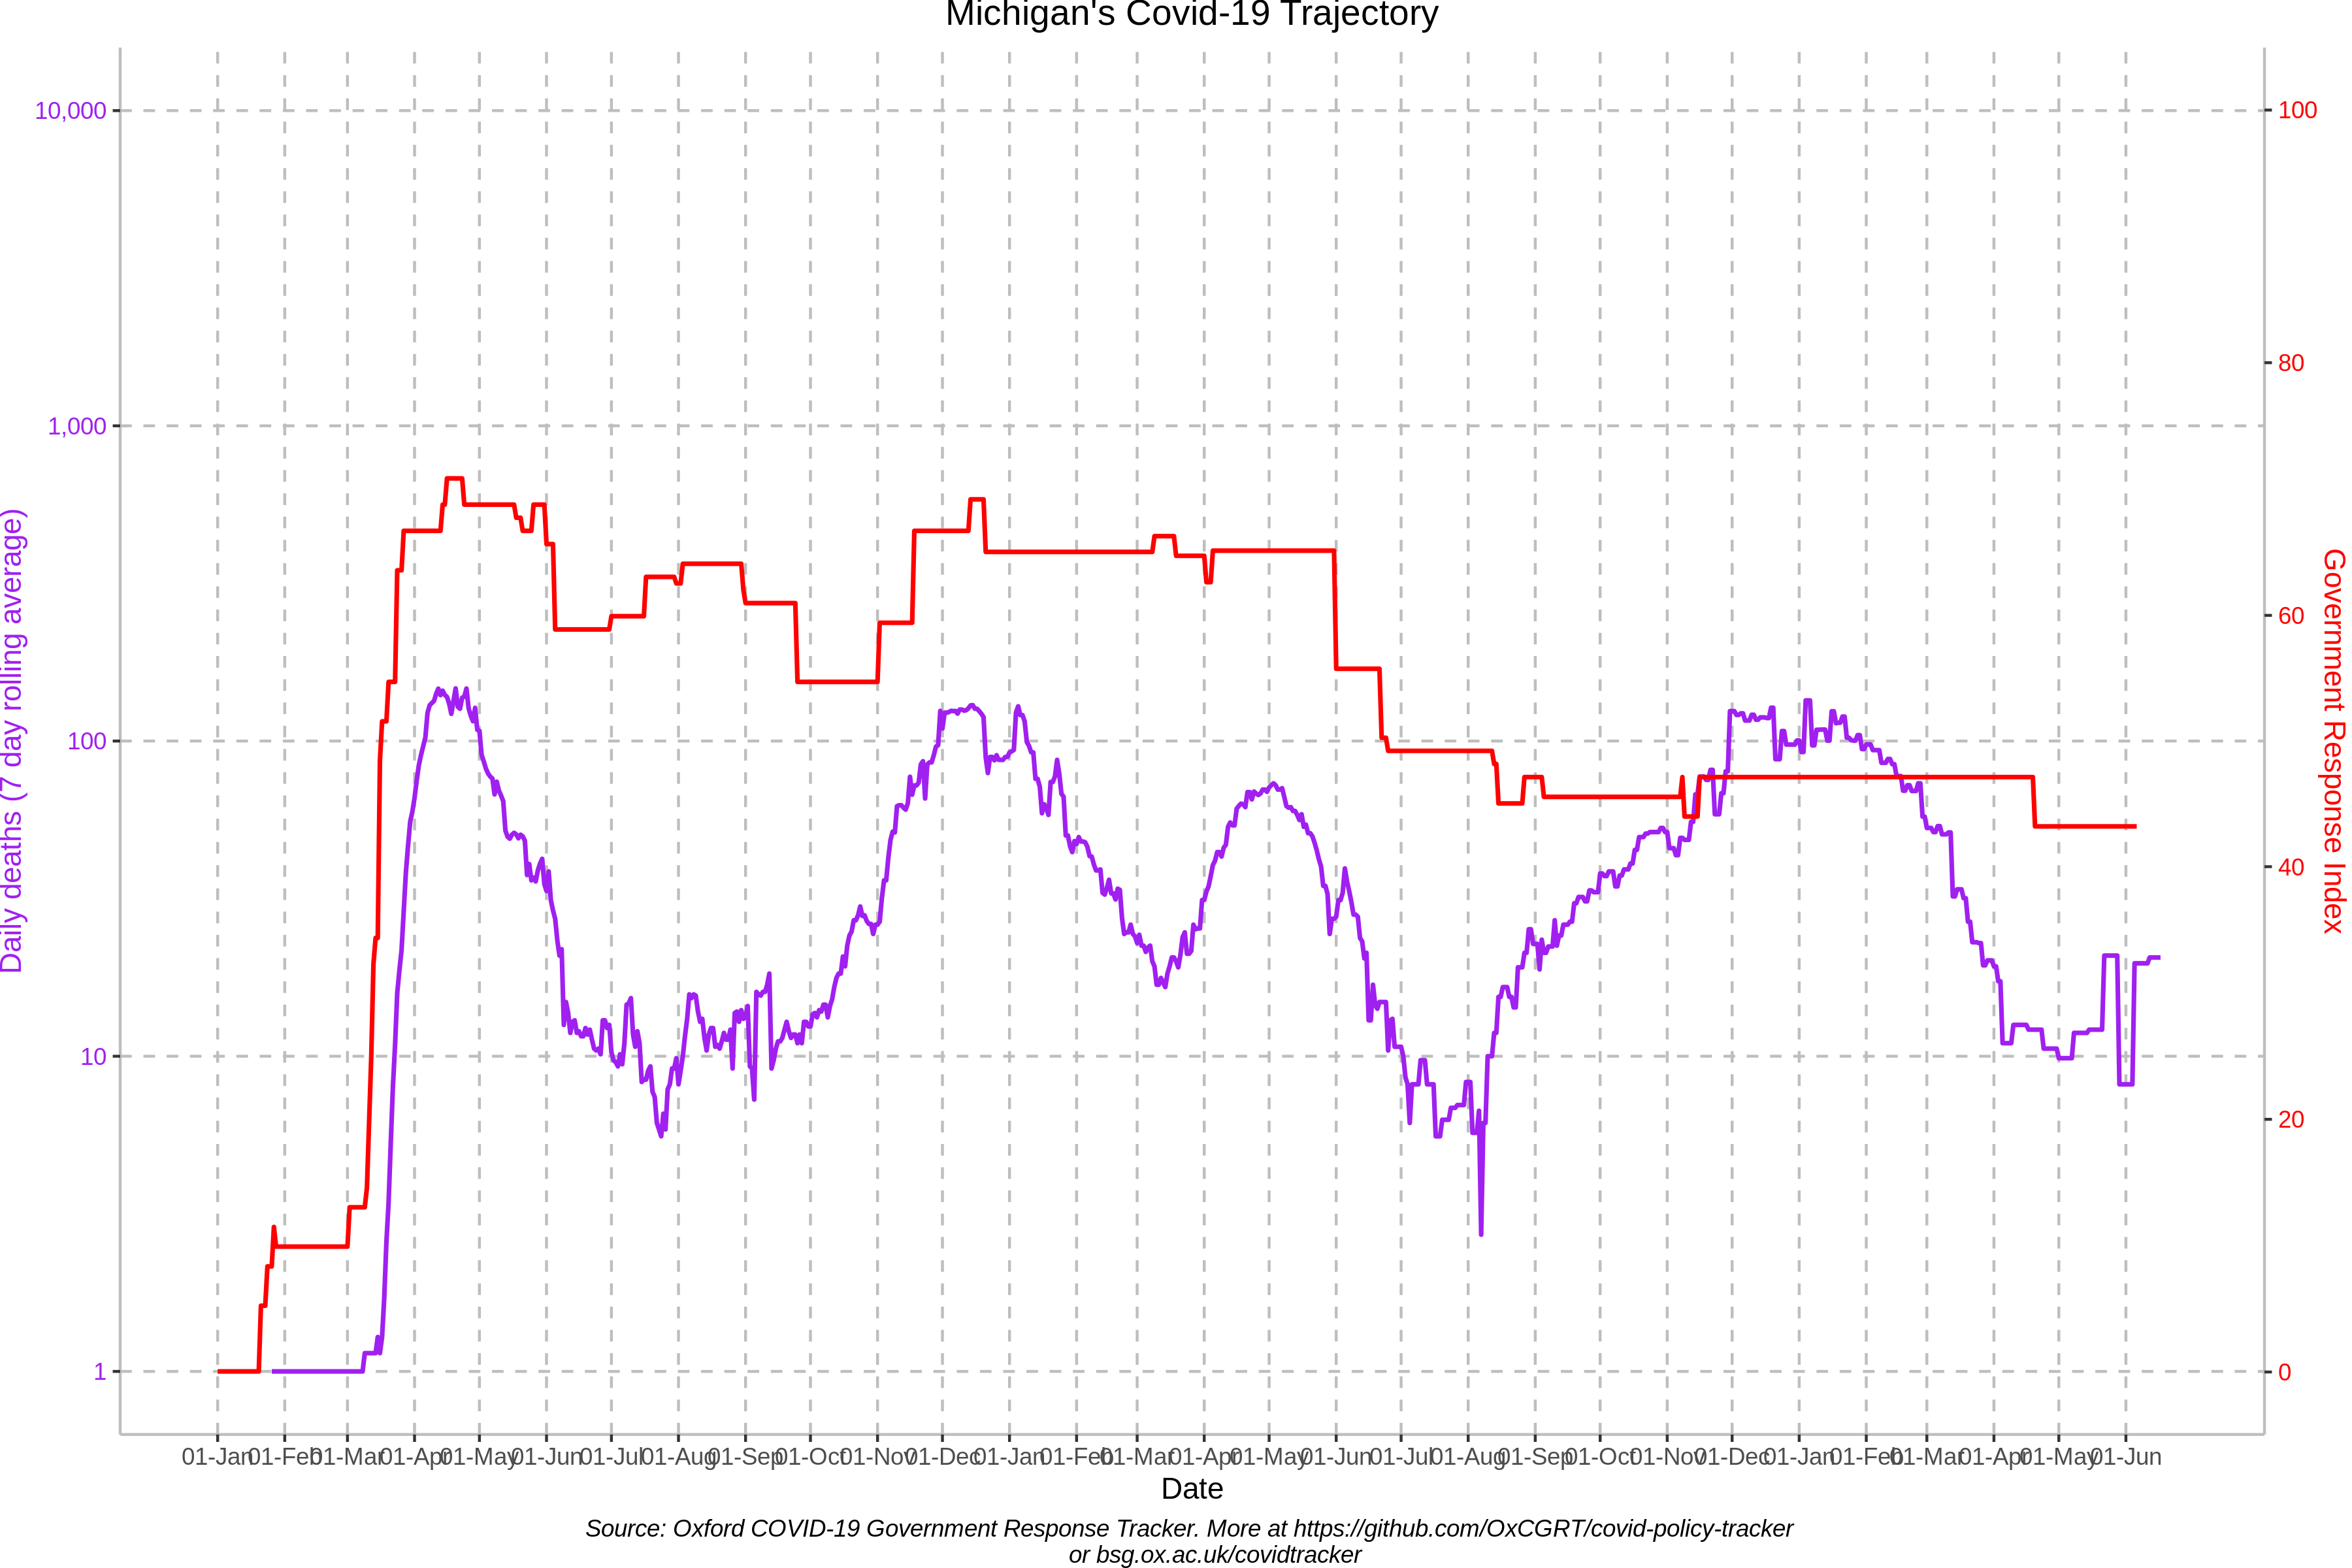 Michigan's Covid-19 Trajectory
10,000
1,000
100
10
1
Daily deaths (7 day rolling average)
100
80
60
40
20
0
Government Response Index
01-Jan 01-Feb 01-Mar 01-Apr 01-May 01-Jun 01-Jul 01-Aug 01-Sep 01-Oct 01-Nov 01-Dec 01-Jan 01-Feb 01-Mar 01-Apr 01-May 01-Jun 01-Jul 01-Aug 01-Sep 01-Oct 01-Nov 01-Dec 01-Jan 01-Feb 01-Mar 01-Apr 01-May 01-Jun
Date
Source: Oxford COVID-19 Government Response Tracker. More at https://github.com/OxCGRT/covid-policy-tracker
or bsg.ox.ac.uk/covidtracker